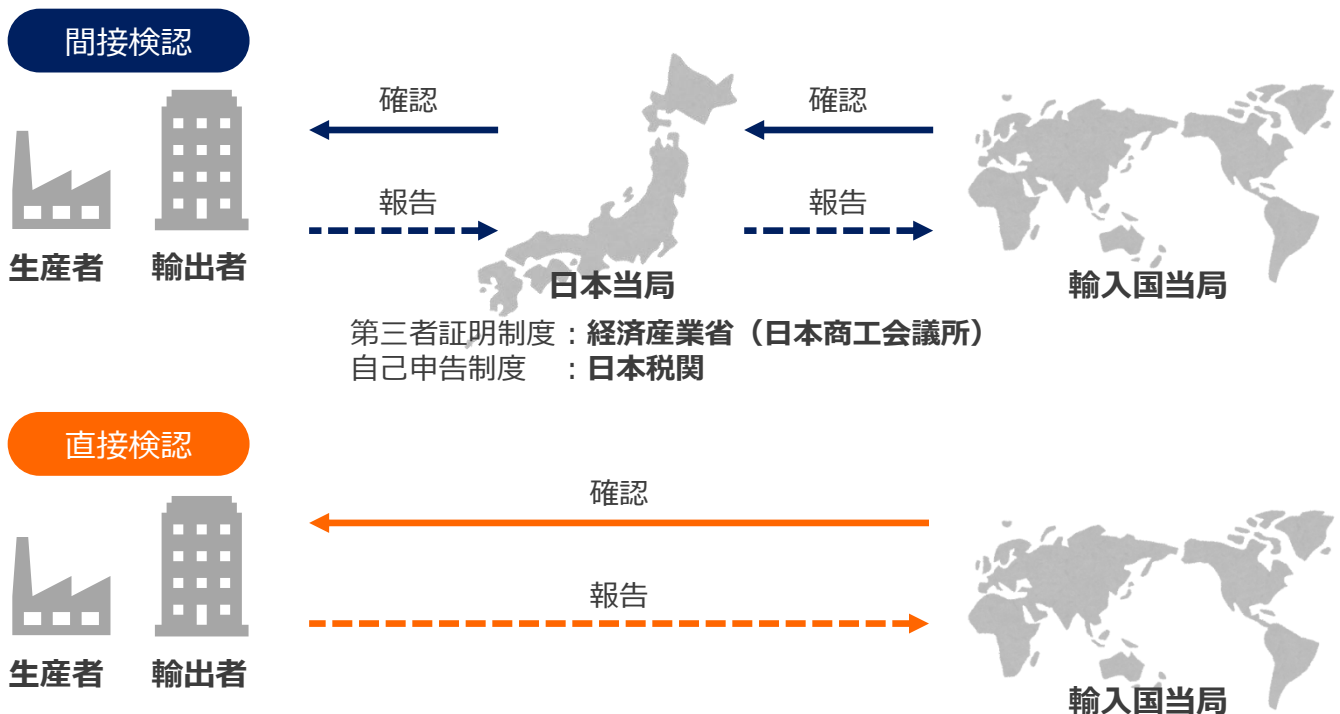 間接検認
確認
確認
報告
報告
生産者
輸出者
日本当局
輸入国当局
第三者証明制度：経済産業省（日本商工会議所）
自己申告制度　：日本税関
直接検認
確認
報告
生産者
輸出者
輸入国当局